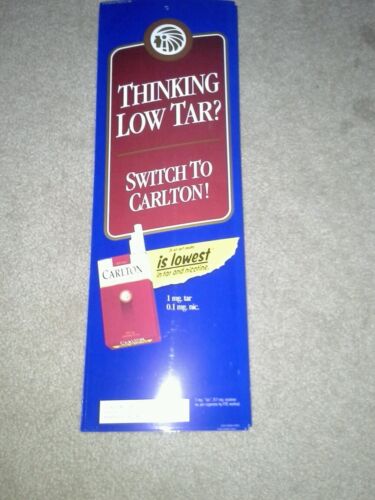 THINKING
LOW TAR?
SWITCH TO
CARLTON!
is lowest
in tar and nicotine.
CARLTON
1 mg. tar
0.1 mg. nic.
CARLTON